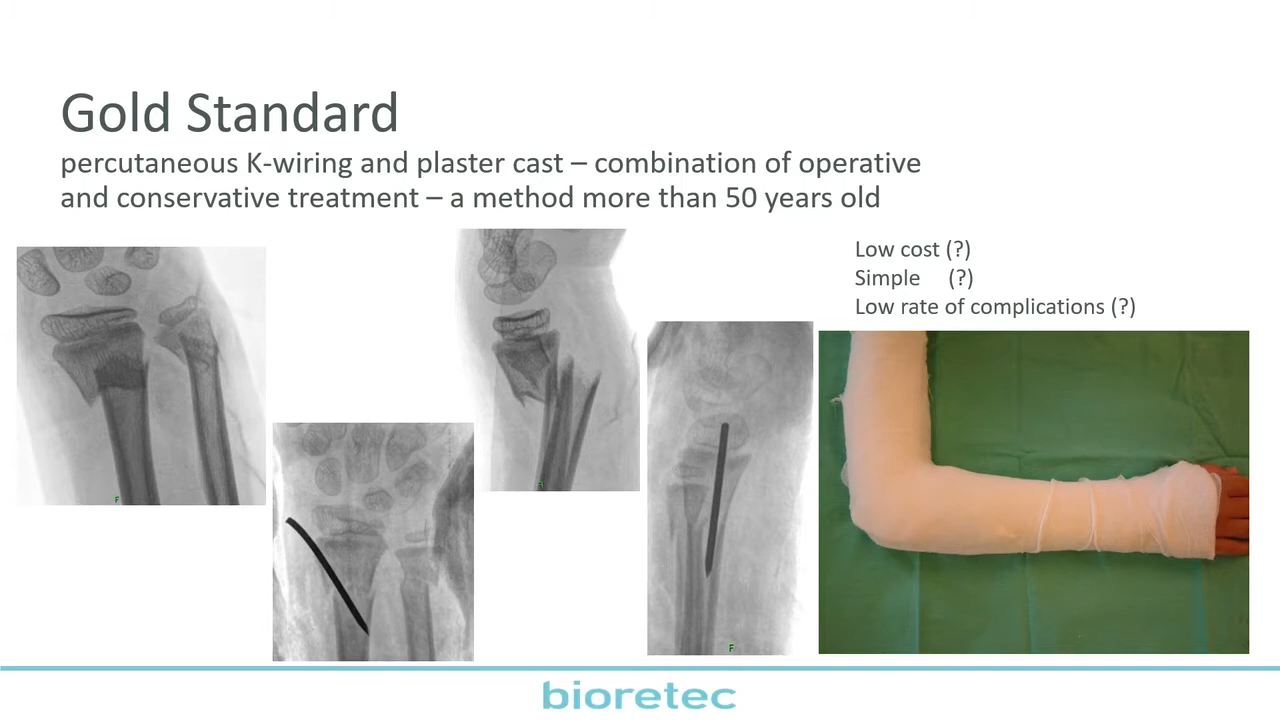 Gold Standard
percutaneous K-wiring and plaster cast – combination of operative
and conservative treatment – a method more than 50 years old
Low cost (?)
Simple (?)
Low rate of complications (?)
F
F
F
bioretec